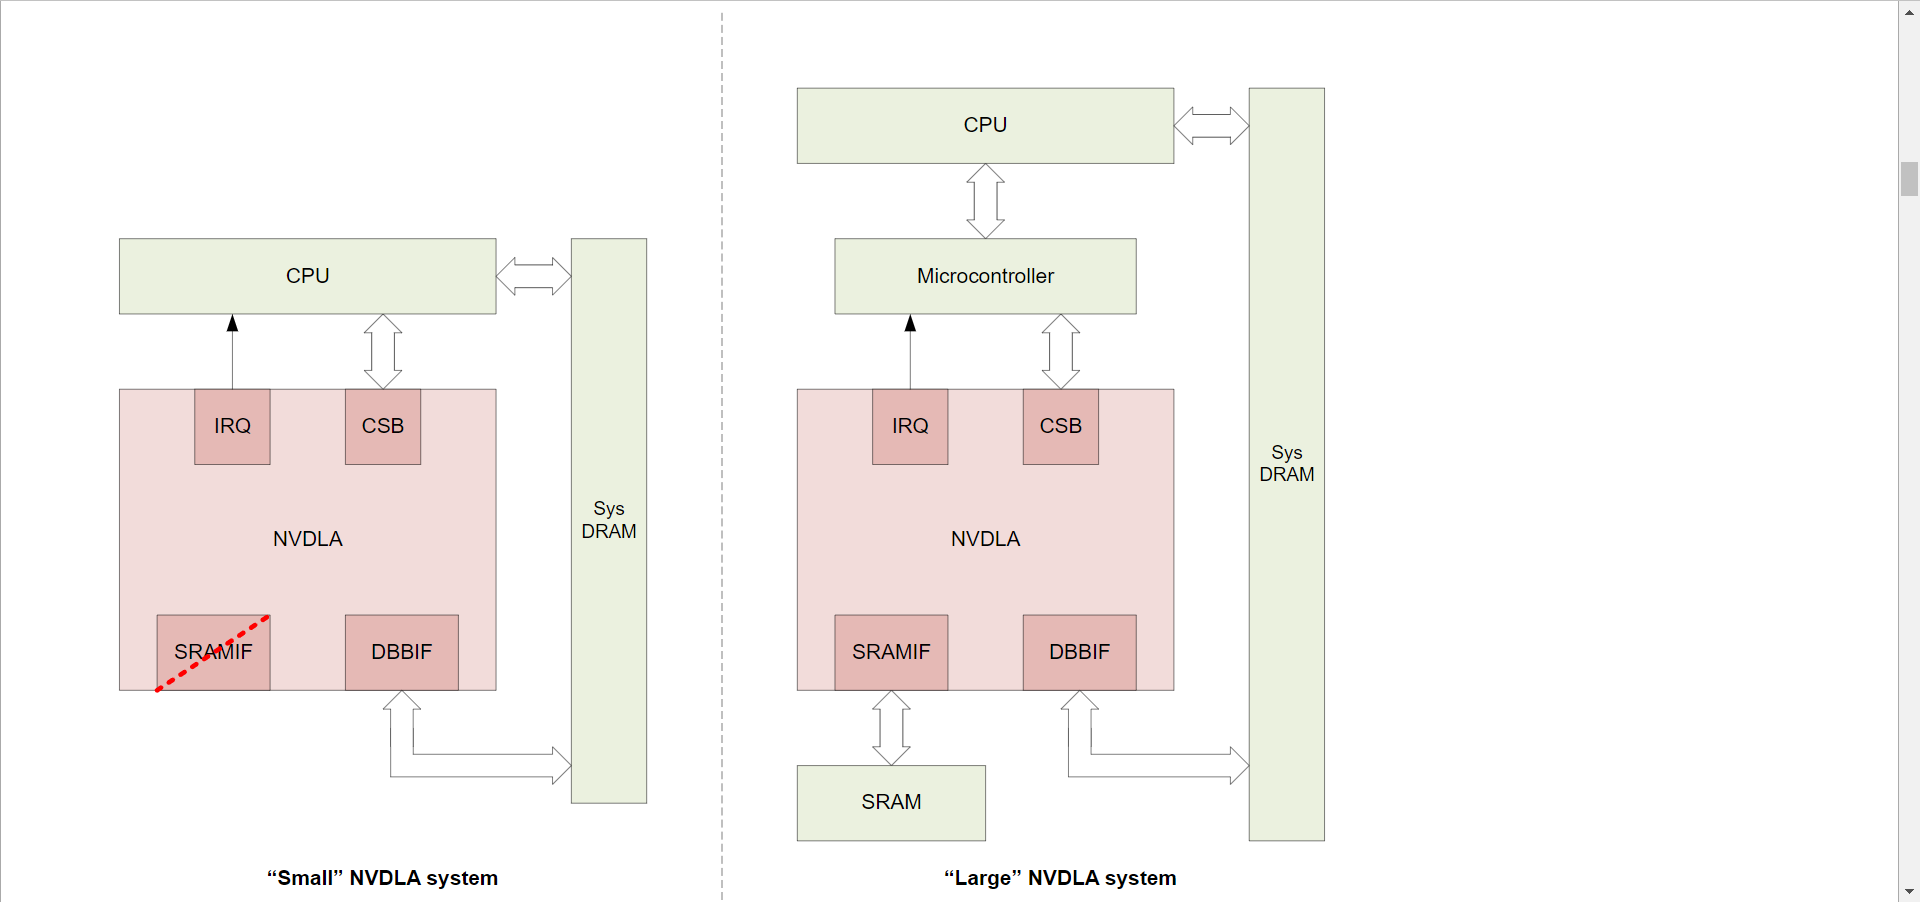 CPU
IRQ
CSB
NVDLA
Sys
DRAM
SRAMIF
DBBIF
“Small” NVDLA system
CPU
Microcontroller
IRQ
CSB
NVDLA
Sys
DRAM
SRAMIF
DBBIF
SRAM
“Large” NVDLA system